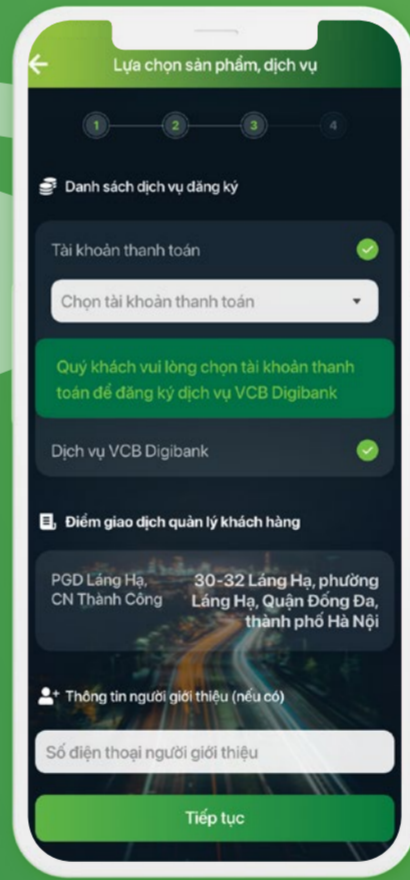 Lựa chọn sản phẩm, dịch vụ
1 2 3 4
Danh sách dịch vụ đăng ký
Tài khoản thanh toán
Chọn tài khoản thanh toán
Quý khách vui lòng chọn tài khoản thanh
toán để đăng ký dịch vụ VCB Digibank
Dịch vụ VCB Digibank
Điểm giao dịch quản lý khách hàng
PGD Láng Hạ,
CN Thành Công
30-32 Láng Hạ, phường
Láng Hạ, Quận Đống Đa,
thành phố Hà Nội
Thông tin người giới thiệu (nếu có)
Số điện thoại người giới thiệu
Tiếp tục